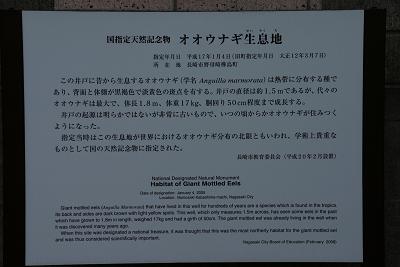 国指定天然記念物 オオウナギ生息地
指定年月日 平成17年1月4日(旧町指定年月日 大正12年3月7日)
所在地 長崎市野母崎樺島町
この井戸に昔から生息するオオウナギ(学名 Anguilla marmorata)は熱帯に分布する種であり、背面と体側が黒褐色で淡黄色の斑点を有する。井戸の直径は約1.5mであるが、代々のオオウナギは最大で、体長1.8m、体重17kg、胴回り50cm程度まで成長する。
井戸の起源は明らかではないが非常に古いもので、いつの頃からかオオウナギが住みつくようになった。
指定当時はこの生息地が世界におけるオオウナギ分布の北限ともいわれ、学術上貴重なものとして国の天然記念物に指定された。
長崎市教育委員会(平成20年2月設置)
National Designated Natural Monument
Habitat of Giant Mottled Eels
Date of designation: January 4, 2005
Location: Nomozaki Kabashima-machi, Nagasaki City
Giant mottled eels (Anguilla Marmorata) that have lived in this well for hundreds of years are a species which is found in the tropics.
Its back and sides are dark brown with light yellow spots. This well, which only measures 1.5m across, has seen some eels in the past
which have grown to 1.8m in length, weighed 17kg and had a girth of 50cm. The giant mottled eel was already living in the well when
it was discovered many years ago.
When this site was designated a national treasure, it was thought that this was the most northerly habitat for the giant mottled eel
and was thus considered scientifically important.
Nagasaki City Board of Education (February, 2008)